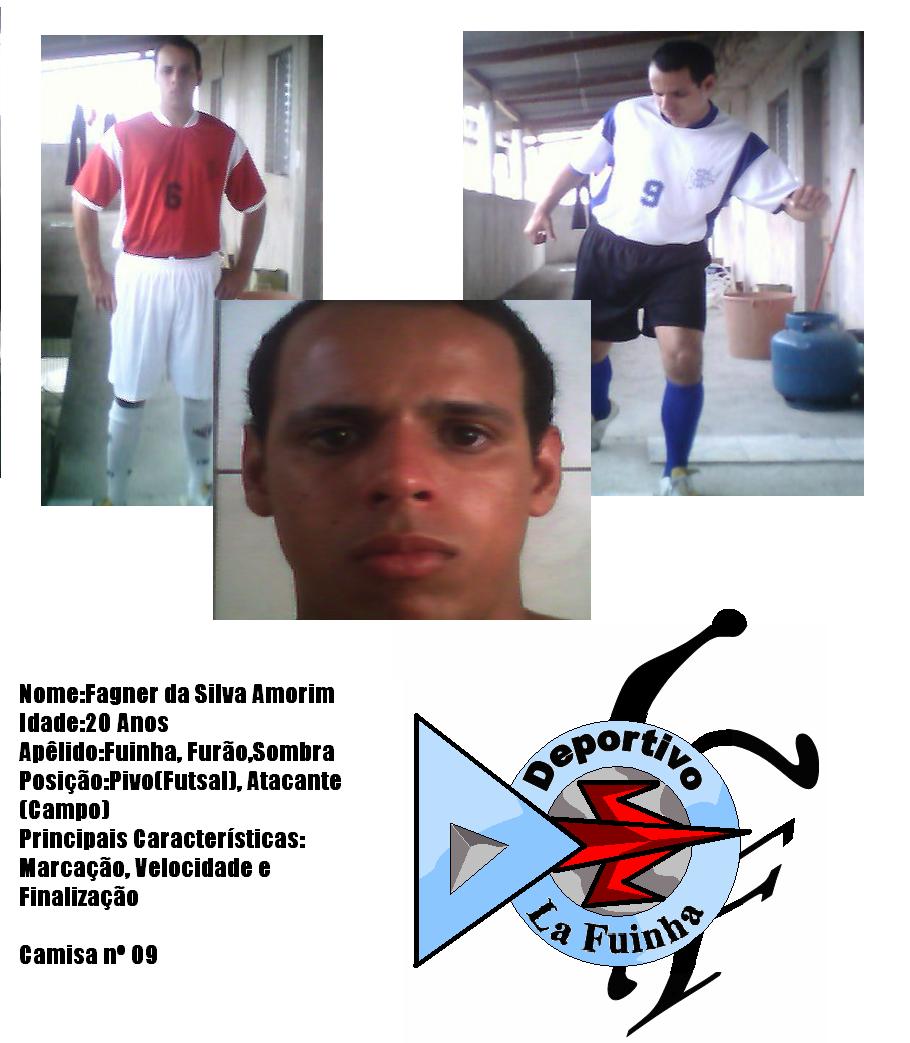 6
9
Nome:Fagner da Silva Amorim
Idade:20 Anos
Apêlido:Fuinha, Furão,Sombra
Posição:Pivo(Futsal), Atacante
(Campo)
Principais Características:
Marcação, Velocidade e
Finalização
Camisa nº 09
Deportivo
La Fuinha